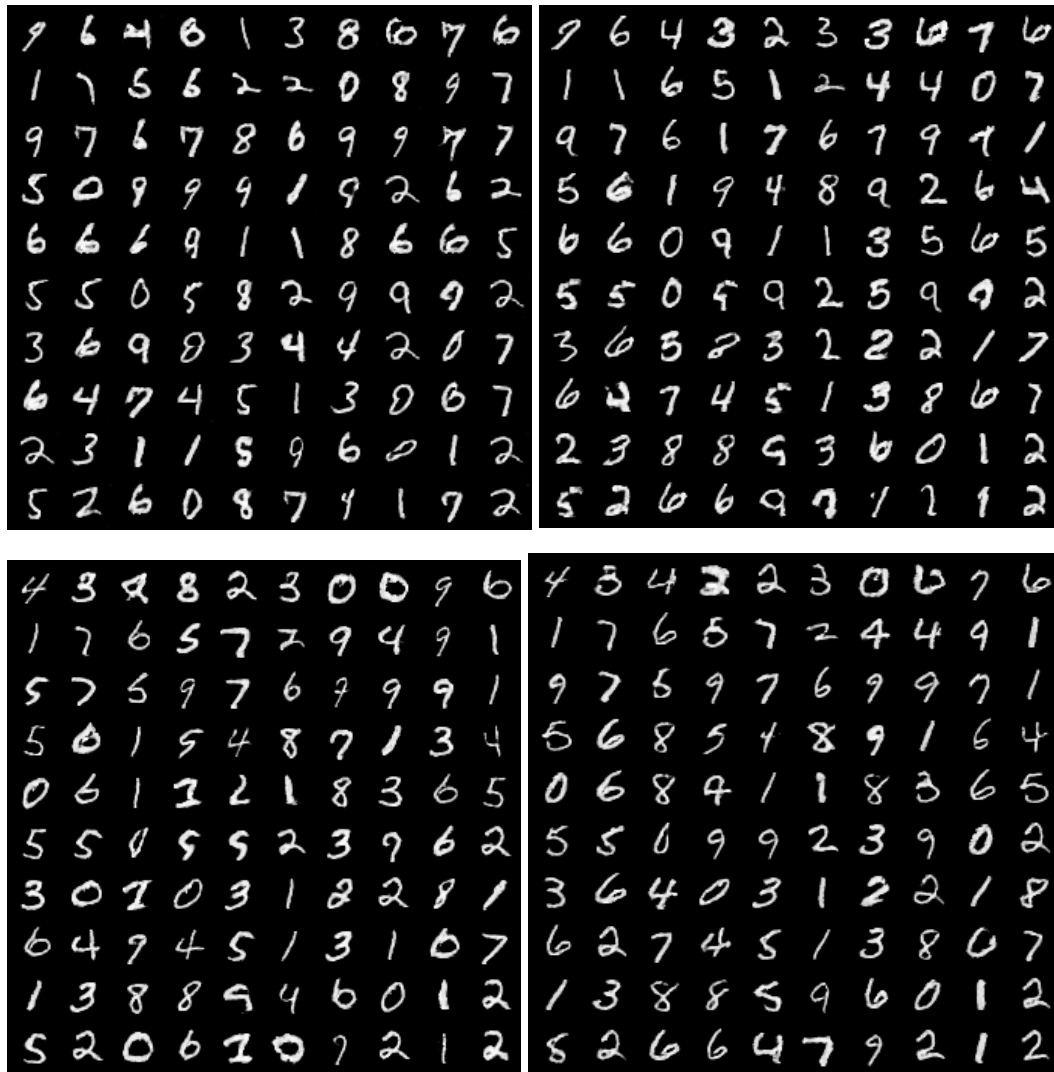 9 6 4 6 1 3 8 6 7 6
1 7 5 6 2 2 0 8 9 7
9 7 6 7 8 6 9 9 7 7
5 0 9 9 9 1 9 2 6 2
6 6 6 9 1 1 8 6 6 5
5 5 0 5 8 2 9 9 9 2
3 6 9 0 3 4 4 2 0 7
6 4 7 4 5 1 3 0 6 7
2 3 1 1 5 9 6 0 1 2
5 2 6 0 8 7 4 1 7 2
9 6 4 3 2 3 3 6 7 6
1 1 6 5 1 2 4 4 0 7
9 7 6 1 7 6 7 9 9 1
5 6 1 9 4 8 9 2 6 4
6 6 0 9 1 1 3 5 6 5
5 5 0 5 9 2 5 9 9 2
3 6 5 8 3 2 2 2 1 7
6 4 7 4 5 1 3 8 6 7
2 3 8 8 5 3 6 0 1 2
5 2 6 6 9 7 1 2 1 2
4 3 8 2 3 0 0 9 6
1 7 6 5 7 2 9 4 9 1
5 7 5 9 7 6 9 9 9 1
5 0 1 5 4 8 7 1 3 4
0 6 1 1 2 1 8 3 6 5
5 5 0 5 5 2 3 9 6 2
3 0 1 0 3 1 2 2 8 1
6 4 9 4 5 1 3 1 0 7
1 3 8 8 9 4 6 0 1 2
5 2 0 6 1 0 9 2 1 2
4 3 4 3 2 3 0 6 7 6
1 7 6 5 7 2 4 4 9 1
9 7 5 9 7 6 9 9 7 1
5 6 8 5 4 8 9 1 6 4
0 6 8 9 1 1 8 3 6 5
5 5 0 9 9 2 3 9 0 2
3 6 4 0 3 1 2 2 1 8
6 2 7 4 5 1 3 8 0 7
1 3 8 8 5 9 6 0 1 2
5 2 6 6 4 7 9 2 1 2